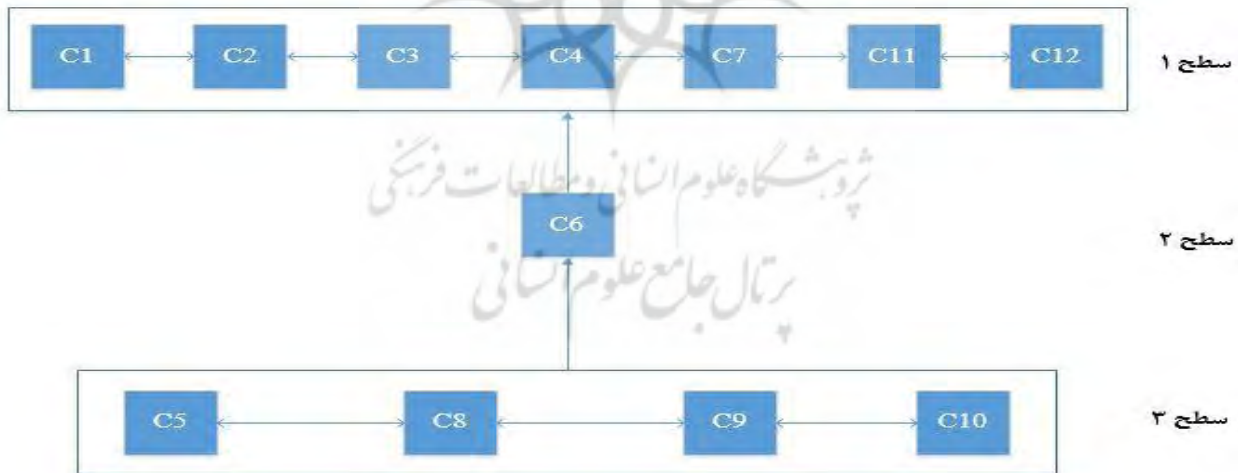 C1 C2 C3 C4 C7 C11 C12 سطح ۱
پژوهشگاه علوم انسانی و مطالعات فرهنگی
C6 سطح ۲
پرتال جامع علوم انسانی
C5 C8 C9 C10 سطح ۳